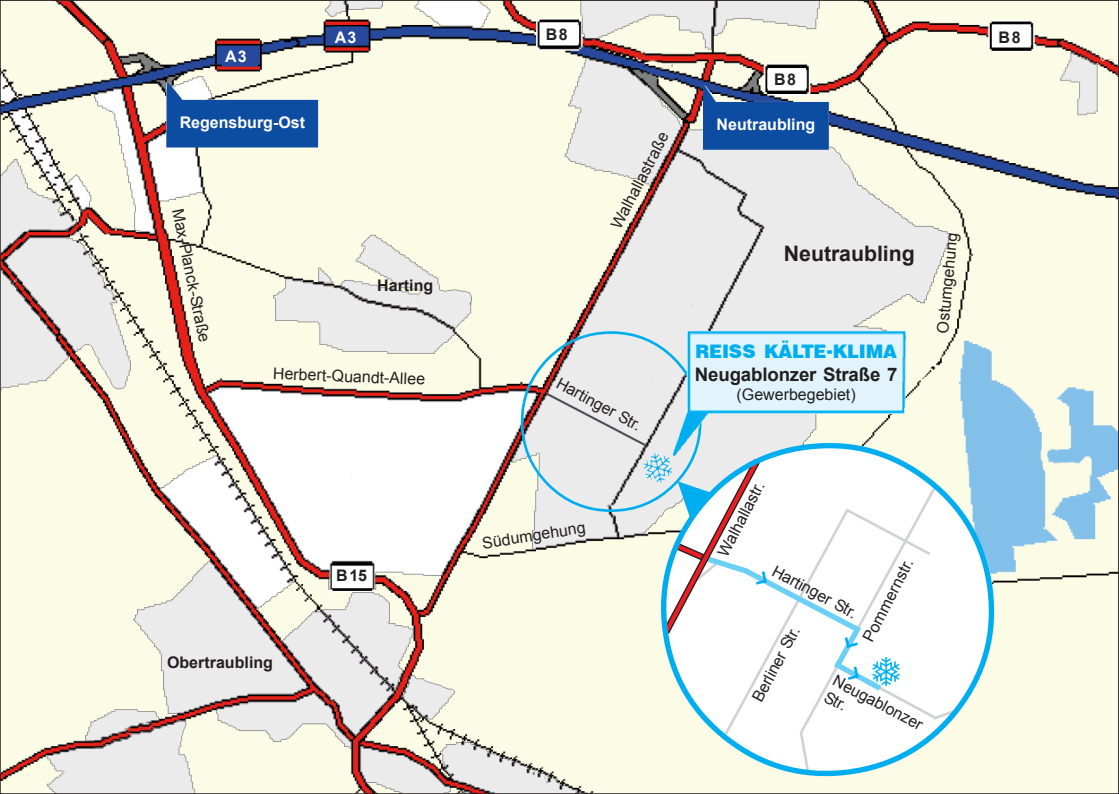 A3
A3
B8
B8
B8
Regensburg-Ost
Neutraubling
Walhallastraße
Max-Planck-Straße
Neutraubling
Ostumgehung
Harting
REISS KÄLTE-KLIMA
Neugablonzer Straße 7
(Gewerbegebiet)
Herbert-Quandt-Allee
Hartinger Str.
Südumgehung
B15
Obertraubling
Walhallastr.
Hartinger Str.
Pommernstr.
Berliner Str.
Neugablonzer
Str.